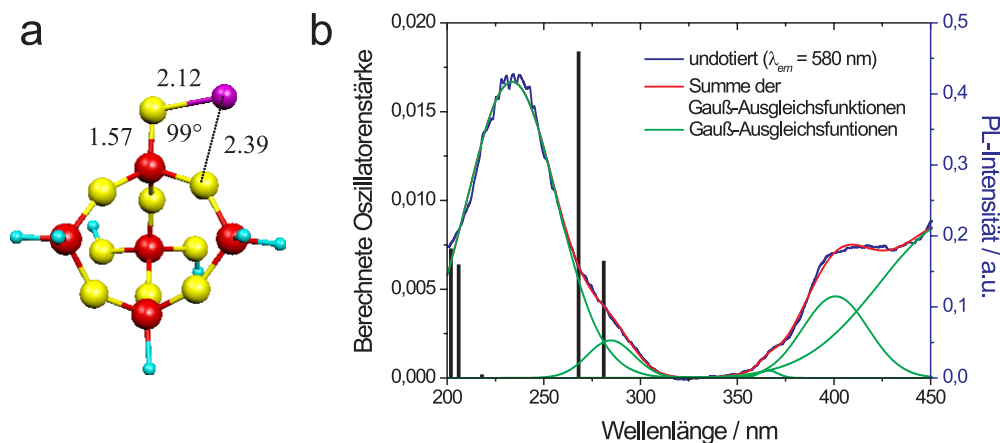 a
2.12
1.57
99°
2.39
b
Berechnete Oszillatorenstärke
0,020
0,015
0,010
0,005
0,000
undotiert (λem = 580 nm)
Summe der
Gauß-Ausgleichsfunktionen
Gauß-Ausgleichsfuntionen
0,5
0,4
0,3
0,2
0,1
0,0
PL-Intensität / a.u.
200
250
300
350
400
450
Wellenlänge / nm